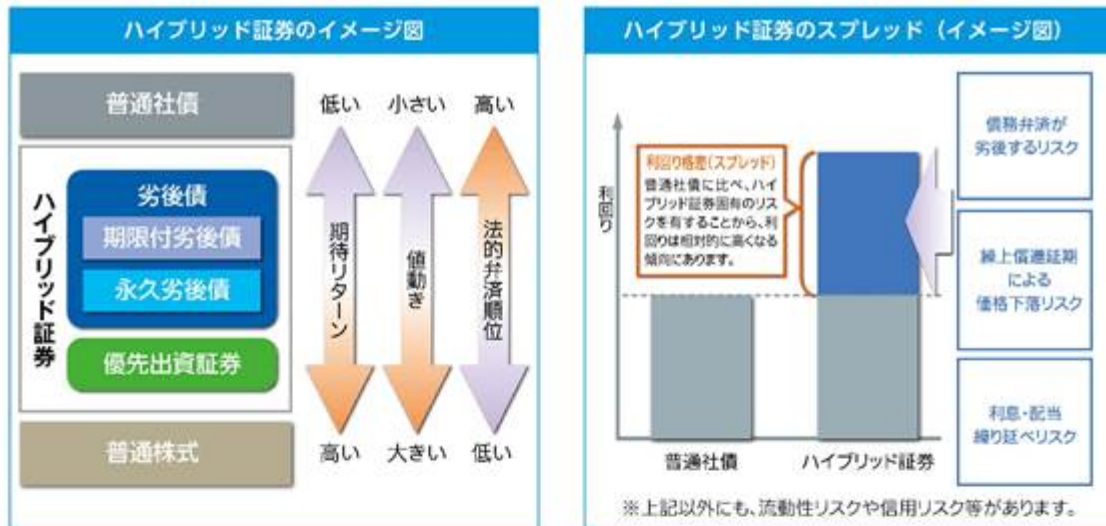 ハイブリッド証券のイメージ図
普通社債
ハイブリッド証券
劣後債
期限付劣後債
永久劣後債
優先出資証券
普通株式
低い
小さい
高い
期待リターン
値動き
法的弁済順位
高い
大きい
低い
ハイブリッド証券のスプレッド（イメージ図）
利回り
利回り格差（スプレッド）
普通社債に比べ、ハイ
ブリッド証券固有のリス
クを有することから、利
回りは相対的に高くなる
傾向にあります。
普通社債
ハイブリッド証券
債務弁済が
劣後するリスク
繰上償還延期
による
価格下落リスク
利息・配当
繰り延べリスク
※上記以外にも、流動性リスクや信用リスク等があります。